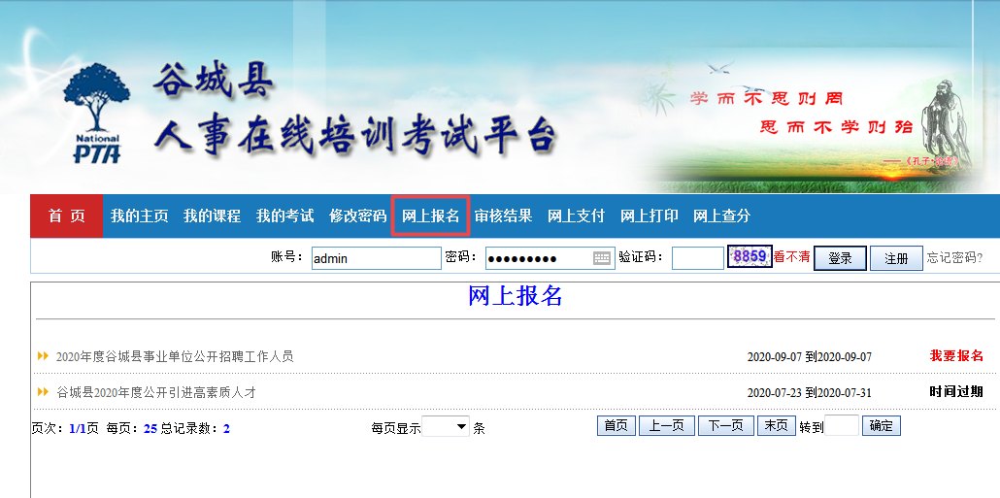 谷城县
人事在线培训考试平台
National
PTA
学而不思则罔
思而不学则殆
——《孔子·论语》
首 页 我的主页 我的课程 我的考试 修改密码 网上报名 审核结果 网上支付 网上打印 网上查分
账号： admin 密码： ●●●●●●●●● 验证码： 8859 看不清 登录 注册 忘记密码?
网上报名
2020年度谷城县事业单位公开招聘工作人员 2020-09-07 到2020-09-07 我要报名
谷城县2020年度公开引进高素质人才 2020-07-23 到2020-07-31 时间过期
页次：1/1页 每页：25 总记录数：2 每页显示 条 首页 上一页 下一页 末页 转到 确定